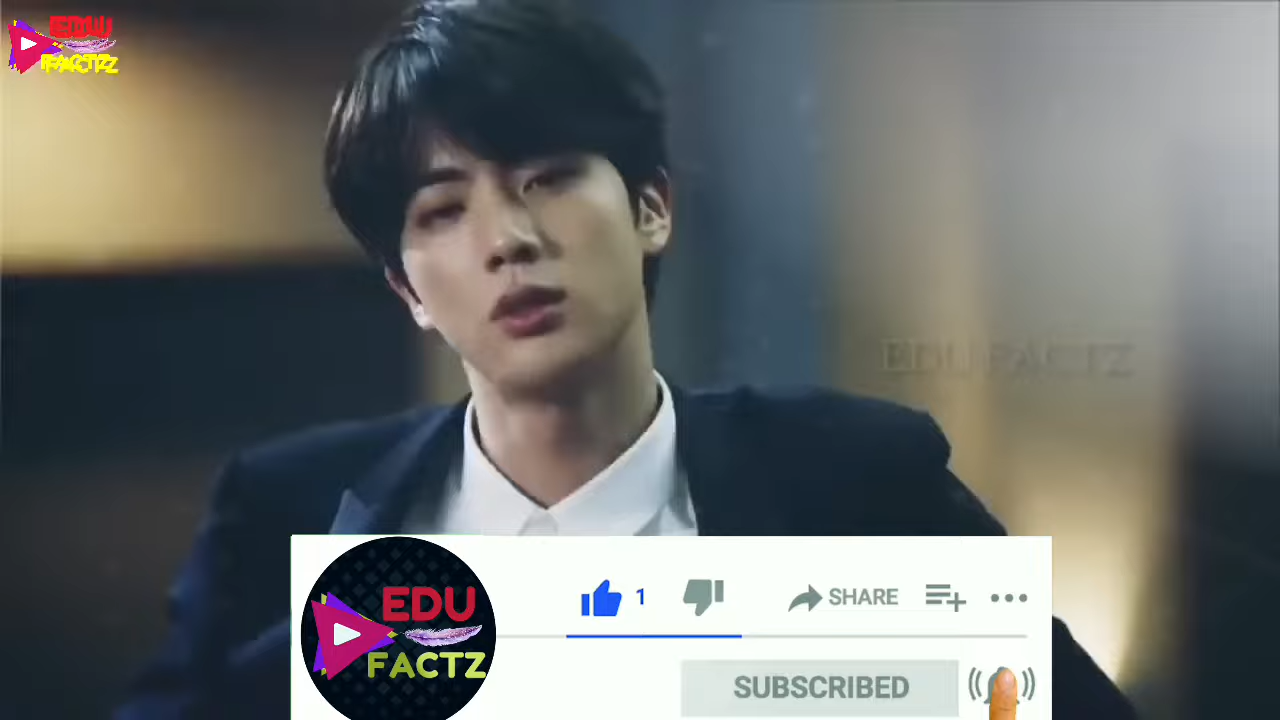 EDU
FACTZ
EDU FACTZ
EDU
FACTZ
1
SHARE
SUBSCRIBED